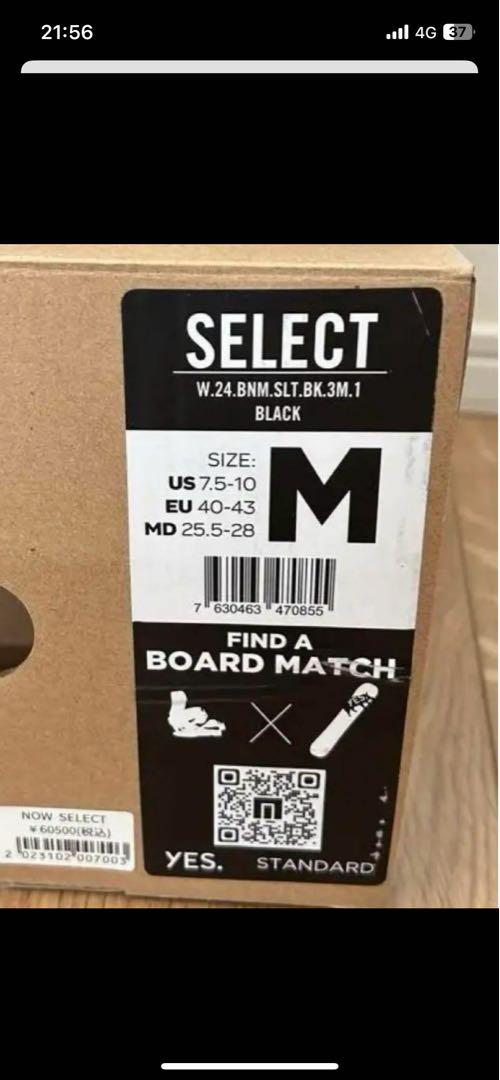 21:56
4G 37
SELECT
W.24.BNM.SLT.BK.3M.1
BLACK
SIZE:
US 7.5-10
EU 40-43
MD 25.5-28
M
7 630463 470855
FIND A
BOARD MATCH
YES. STANDARD
NOW SELECT
¥60500(税込)
2 023102 007003